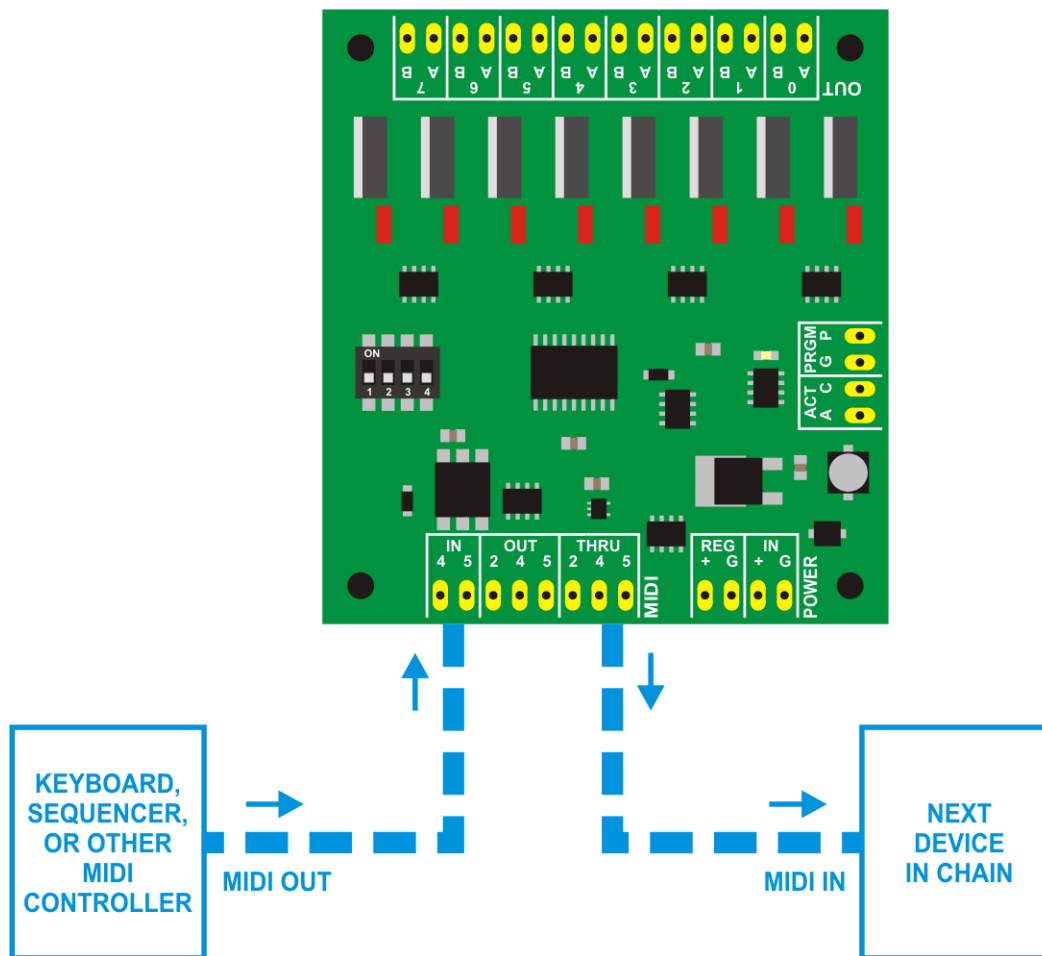 B A B A B A B A B A B A B A B A
7 6 5 4 3 2 1 0
OUT
ON
1 2 3 4
PRGM
P
G
ACT
C
A
IN OUT THRU REG IN
4 5 2 4 5 2 4 5 + G + G
MIDI
POWER
KEYBOARD,
SEQUENCER,
OR OTHER
MIDI
CONTROLLER
MIDI OUT
MIDI IN
NEXT
DEVICE
IN CHAIN